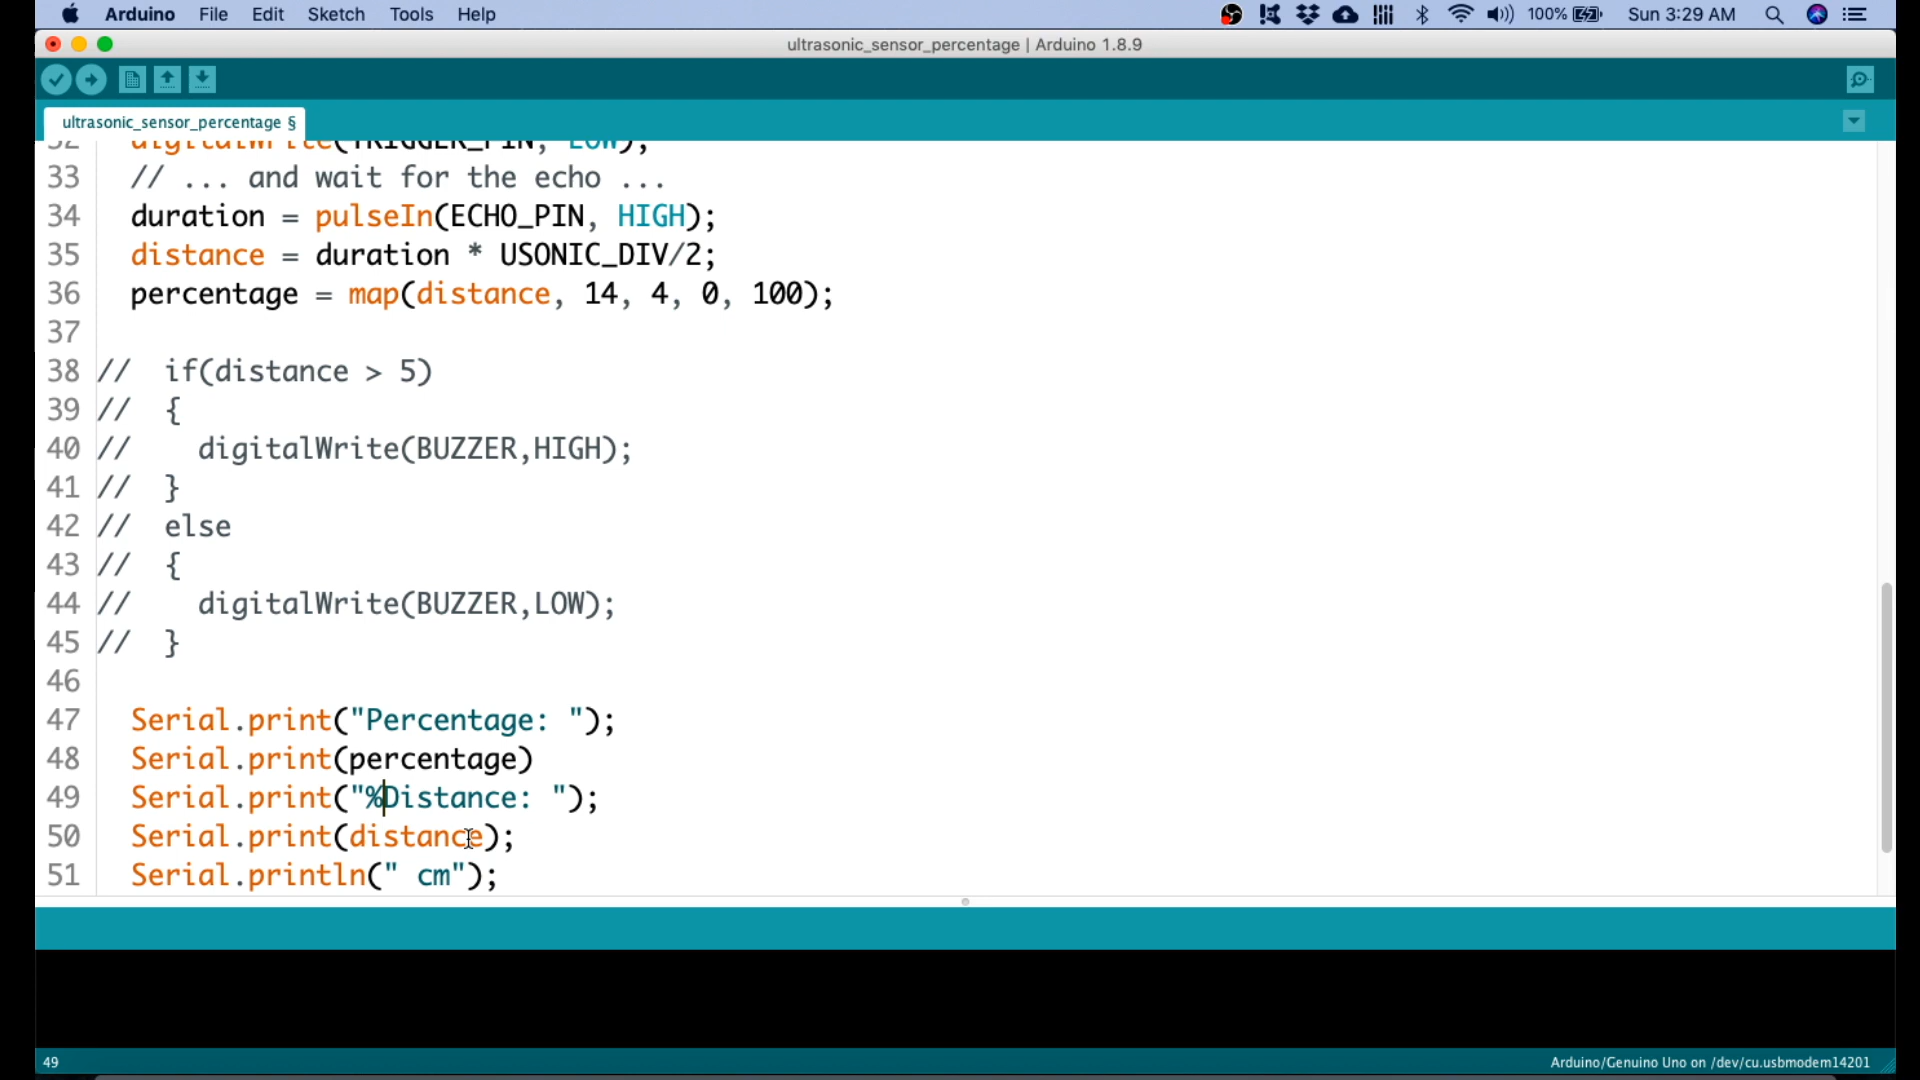 Arduino File Edit Sketch Tools Help 100% Sun 3:29 AM
ultrasonic_sensor_percentage | Arduino 1.8.9
ultrasonic_sensor_percentage §
32 digitalWrite(TRIGGER_PIN, LOW);
33 // ... and wait for the echo ...
34 duration = pulseIn(ECHO_PIN, HIGH);
35 distance = duration * USONIC_DIV/2;
36 percentage = map(distance, 14, 4, 0, 100);
37
38 // if(distance > 5)
39 // {
40 // digitalWrite(BUZZER,HIGH);
41 // }
42 // else
43 // {
44 // digitalWrite(BUZZER,LOW);
45 // }
46
47 Serial.print("Percentage: ");
48 Serial.print(percentage)
49 Serial.print("%Distance: ");
50 Serial.print(distance);
51 Serial.println(" cm");
49 Arduino/Genuino Uno on /dev/cu.usbmodem14201